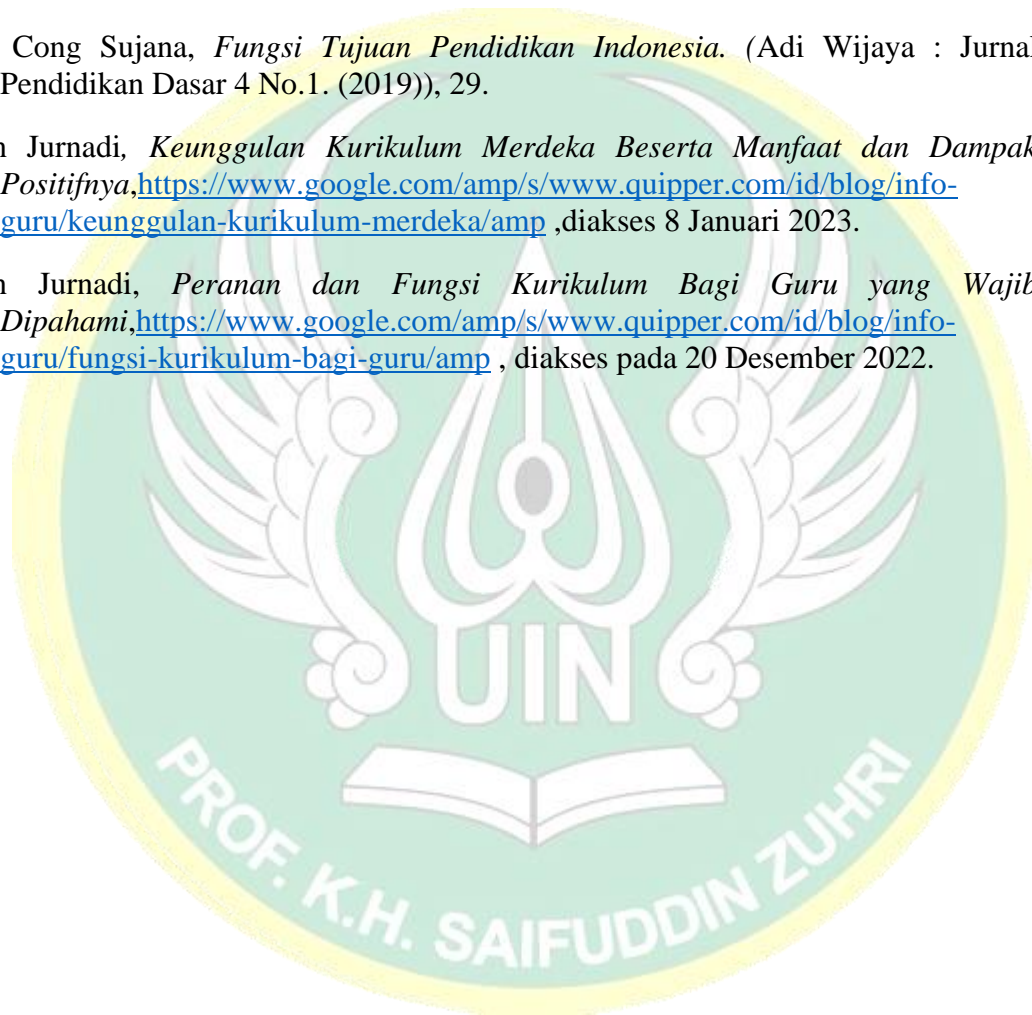 Cong Sujana, Fungsi Tujuan Pendidikan Indonesia. (Adi Wijaya : Jurnal
Pendidikan Dasar 4 No.1. (2019)), 29.
n Jurnadi, Keunggulan Kurikulum Merdeka Beserta Manfaat dan Dampak
Positifnya,https://www.google.com/amp/s/www.quipper.com/id/blog/info-
guru/keunggulan-kurikulum-merdeka/amp ,diakses 8 Januari 2023.
n Jurnadi, Peranan dan Fungsi Kurikulum Bagi Guru yang Wajib
Dipahami,https://www.google.com/amp/s/www.quipper.com/id/blog/info-
guru/fungsi-kurikulum-bagi-guru/amp , diakses pada 20 Desember 2022.
UIN
PROF. K.H. SAIFUDDIN ZUHRI